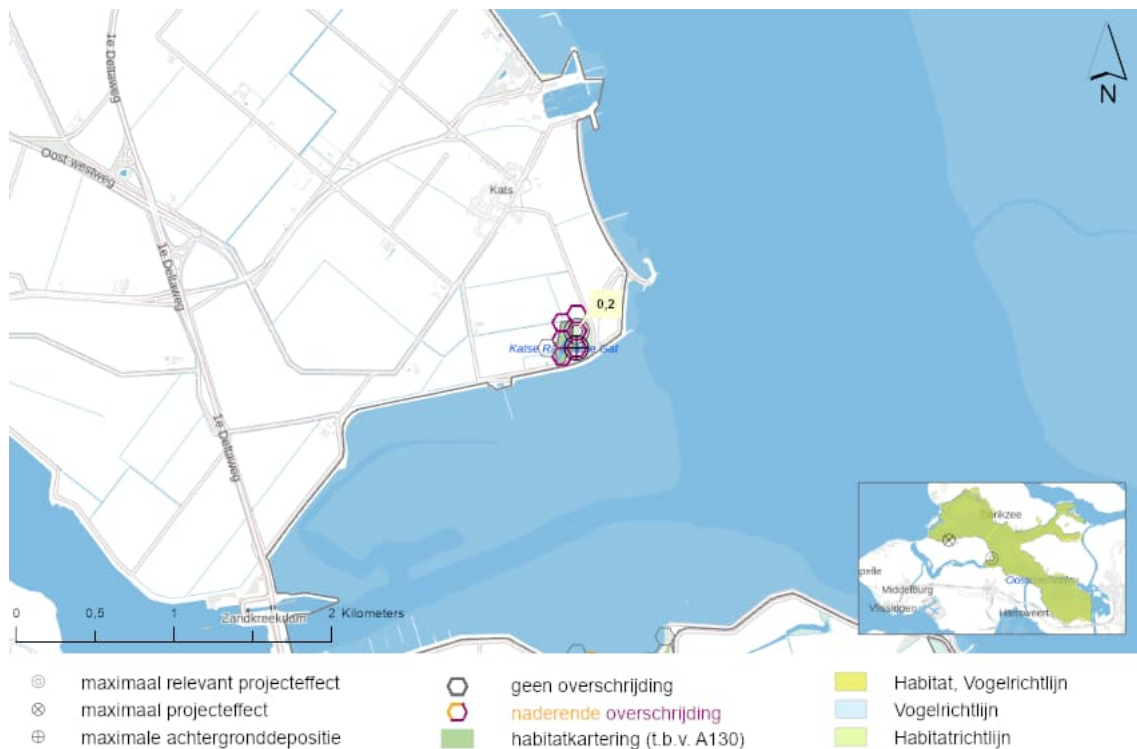 1e Deltaweg
N
Oost-westweg
Kats
1e Deltaweg
0,2
Katse
Gat
1e Deltaweg
Zierikzee
Middelburg
Vlissingen
0 0,5 1 2 Kilometers
Zandkreekdam
maximaal relevant projecteffect
maximaal projecteffect
maximale achtergronddepositie
geen overschrijding
naderende overschrijding
habitatkartering (t.b.v. A130)
Habitat, Vogelrichtlijn
Vogelrichtlijn
Habitatrichtlijn